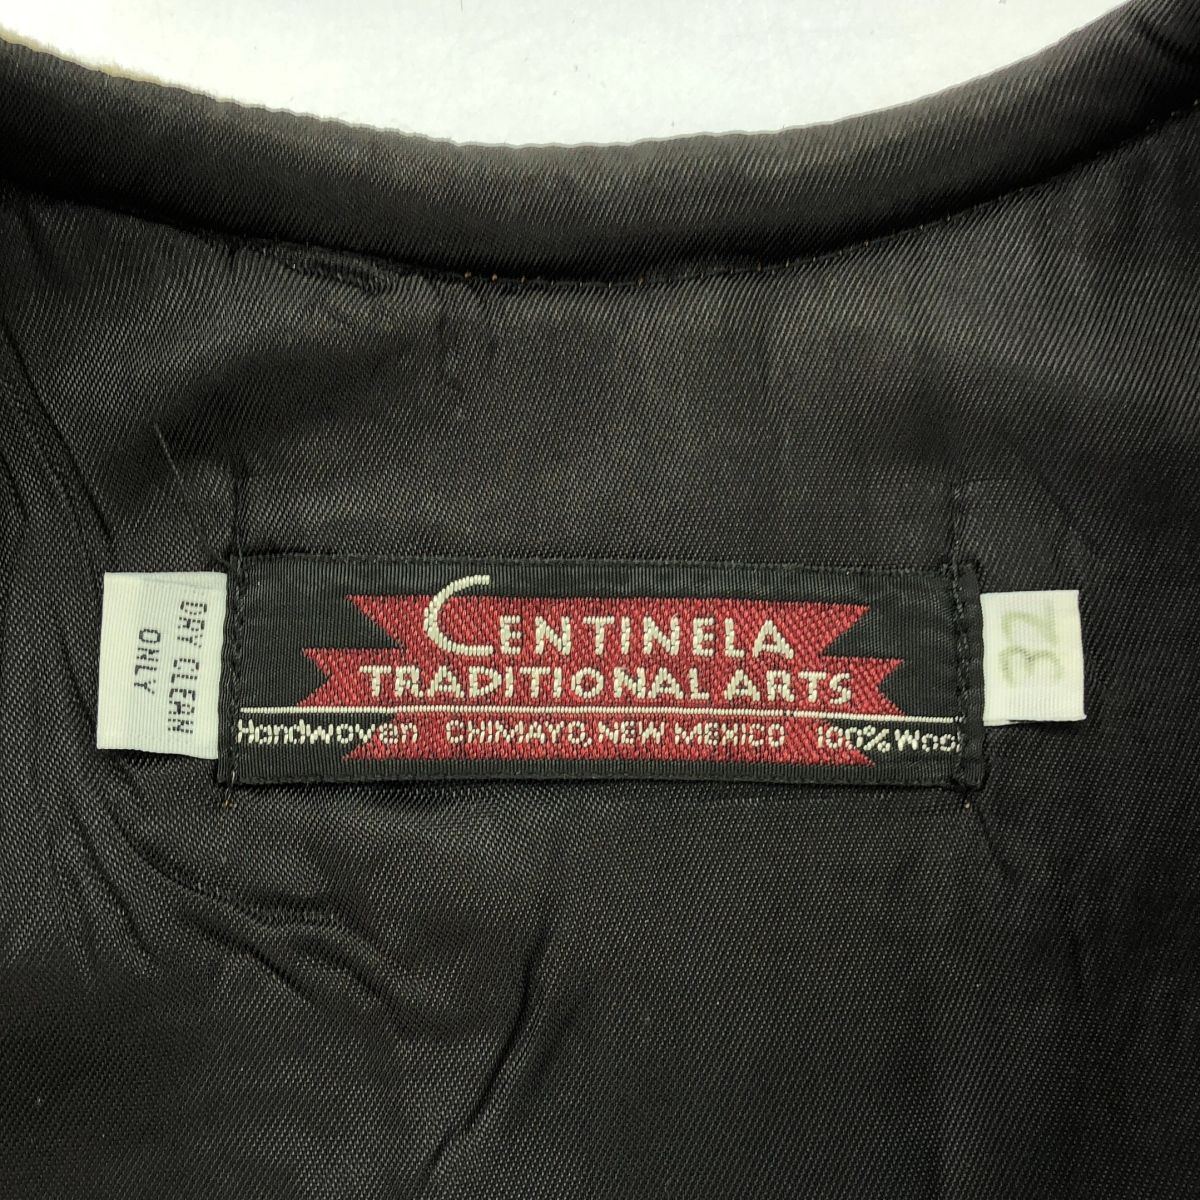 CENTINELA
TRADITIONAL ARTS
Handwoven CHIMAYO, NEW MEXICO 100% Wool
DRY CLEAN
ONLY
32